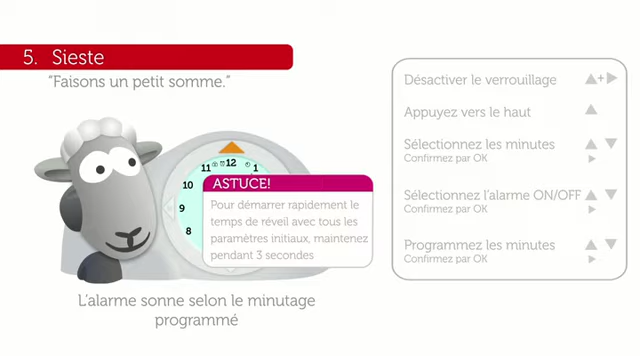 5. Sieste
“Faisons un petit somme.”
11 12 1
10
9
8
ASTUCE!
Pour démarrer rapidement le
temps de réveil avec tous les
paramètres initiaux, maintenez
pendant 3 secondes
L’alarme sonne selon le minutage
programmé
Désactiver le verrouillage
+
Appuyez vers le haut
Sélectionnez les minutes
Confirmez par OK
Sélectionnez l’alarme ON/OFF
Confirmez par OK
Programmez les minutes
Confirmez par OK